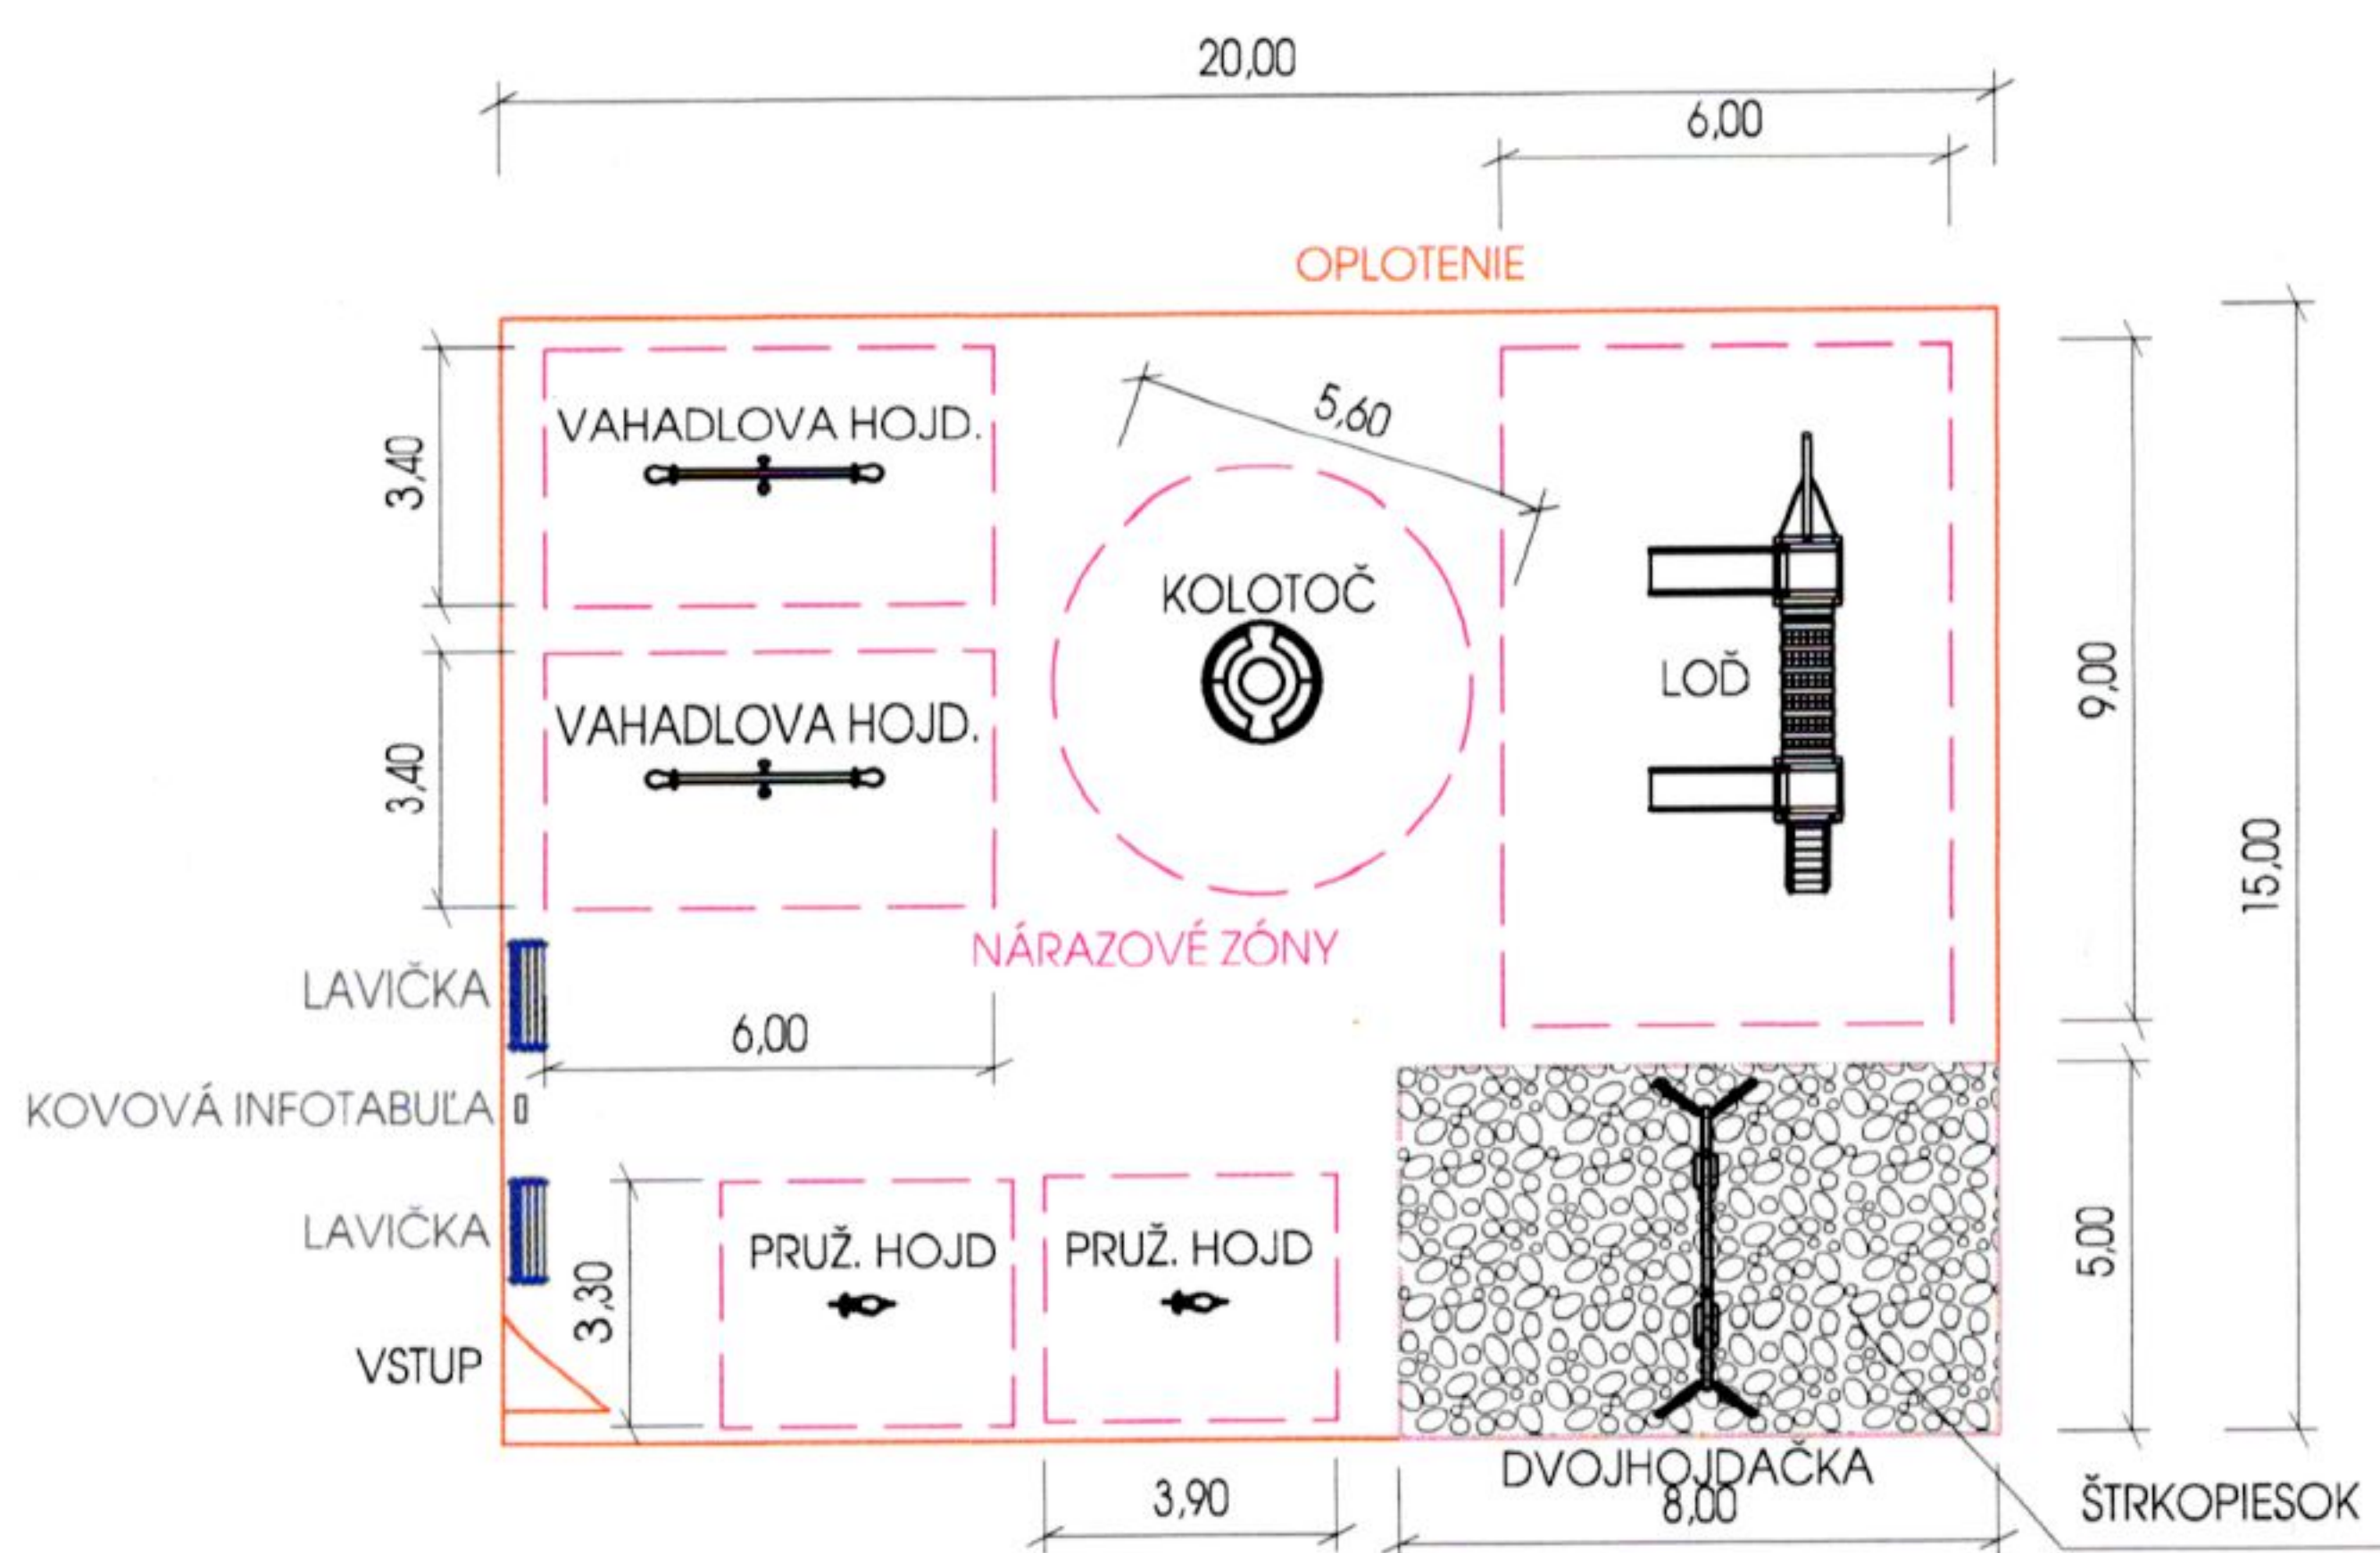 20,00
6,00
OPLOTENIE
3,40
VAHADLOVA HOJD.
5,60
KOLOTOČ
LOĎ
9,00
3,40
VAHADLOVA HOJD.
15,00
NÁRAZOVÉ ZÓNY
LAVIČKA
6,00
KOVOVÁ INFOTABUĽA
LAVIČKA
3,30
PRUŽ. HOJD
PRUŽ. HOJD
5,00
VSTUP
DVOJHOJDAČKA
3,90
8,00
ŠTRKOPIESOK